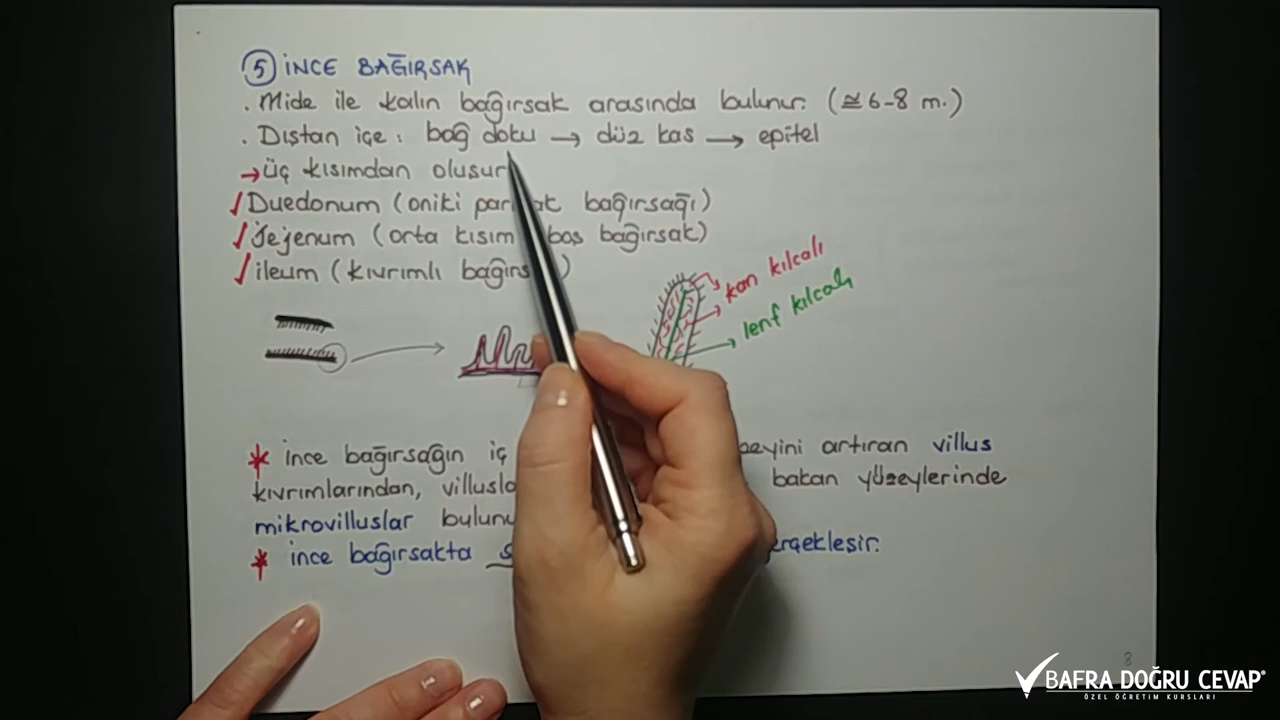 5 İNCE BAĞIRSAK
. Mide ile kalın bağırsak arasında bulunur. (≅ 6-8 m.)
. Dıştan içe : bağ doku → düz kas → epitel
→ üç kısımdan oluşur
✓ Duedonum (oniki bağırsağı)
✓ Jejenum (orta kısım boş bağırsak)
✓ ileum (kıvrımlı
kan kılcalı
lenf kılcalı
* ince bağırsağın iç artıran villus
kıvrımlarından, bakan yüzeylerinde
mikrovilluslar
* ince bağırsakta
8
BAFRA DOĞRU CEVAP®
ÖZEL ÖĞRETİM KURSLARI